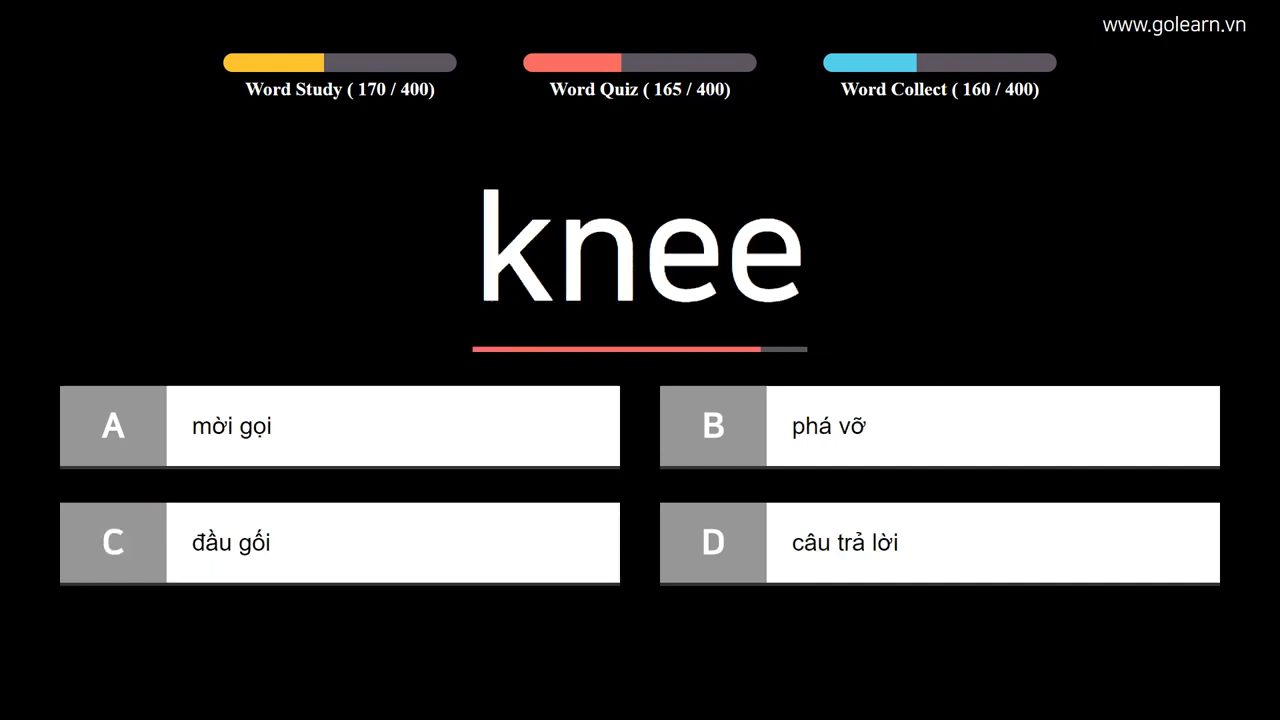 www.golearn.vn
Word Study ( 170 / 400)
Word Quiz ( 165 / 400)
Word Collect ( 160 / 400)
knee
A mời gọi
B phá vỡ
C đầu gối
D câu trả lời